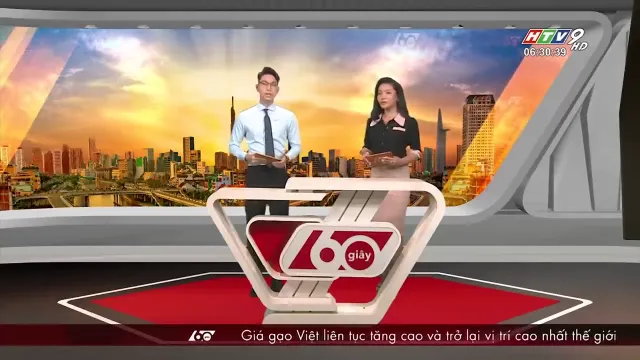 HTV9 HD
06:30:39
60 giây
60 Giá gạo Việt liên tục tăng cao và trở lại vị trí cao nhất thế giới